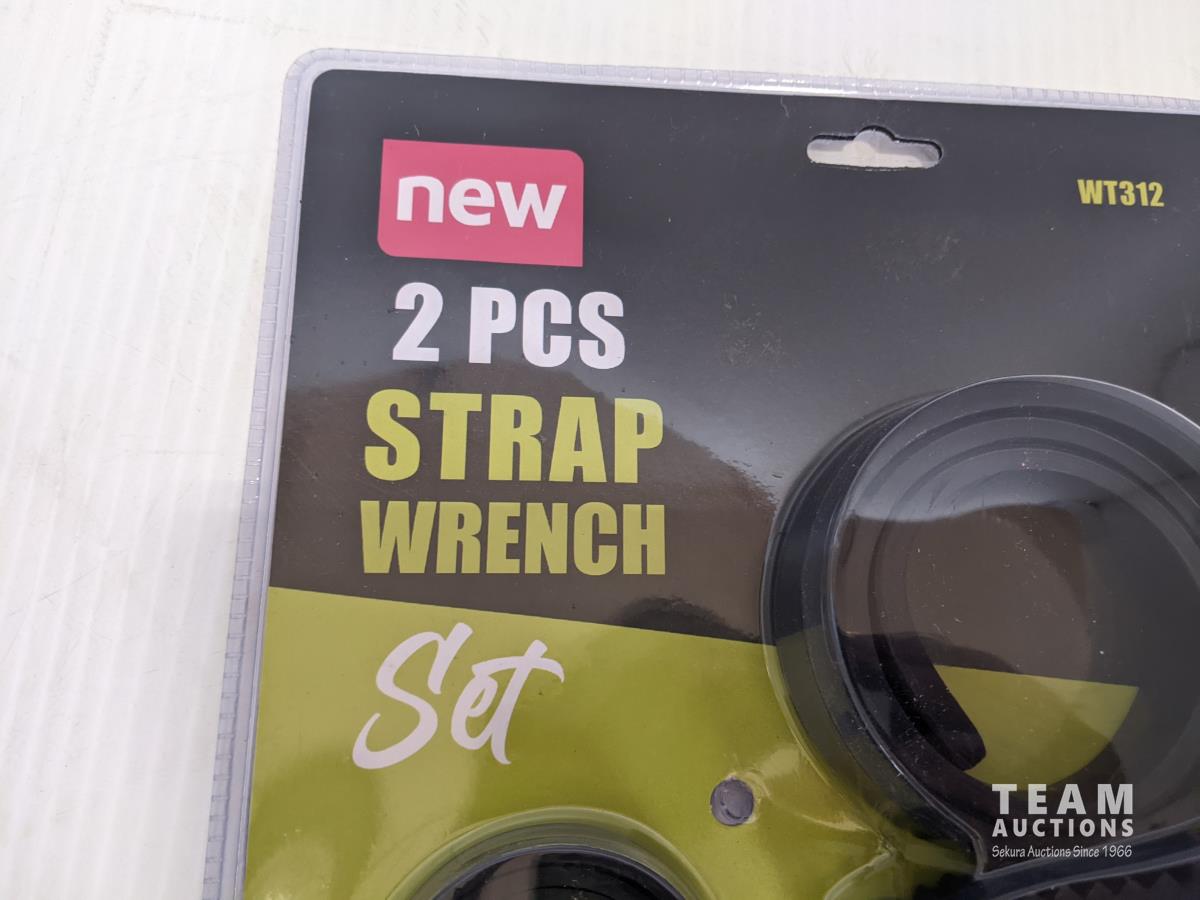 new
WT312
2 PCS
STRAP
WRENCH
Set
TEAM
AUCTIONS
Sekura Auctions Since 1966